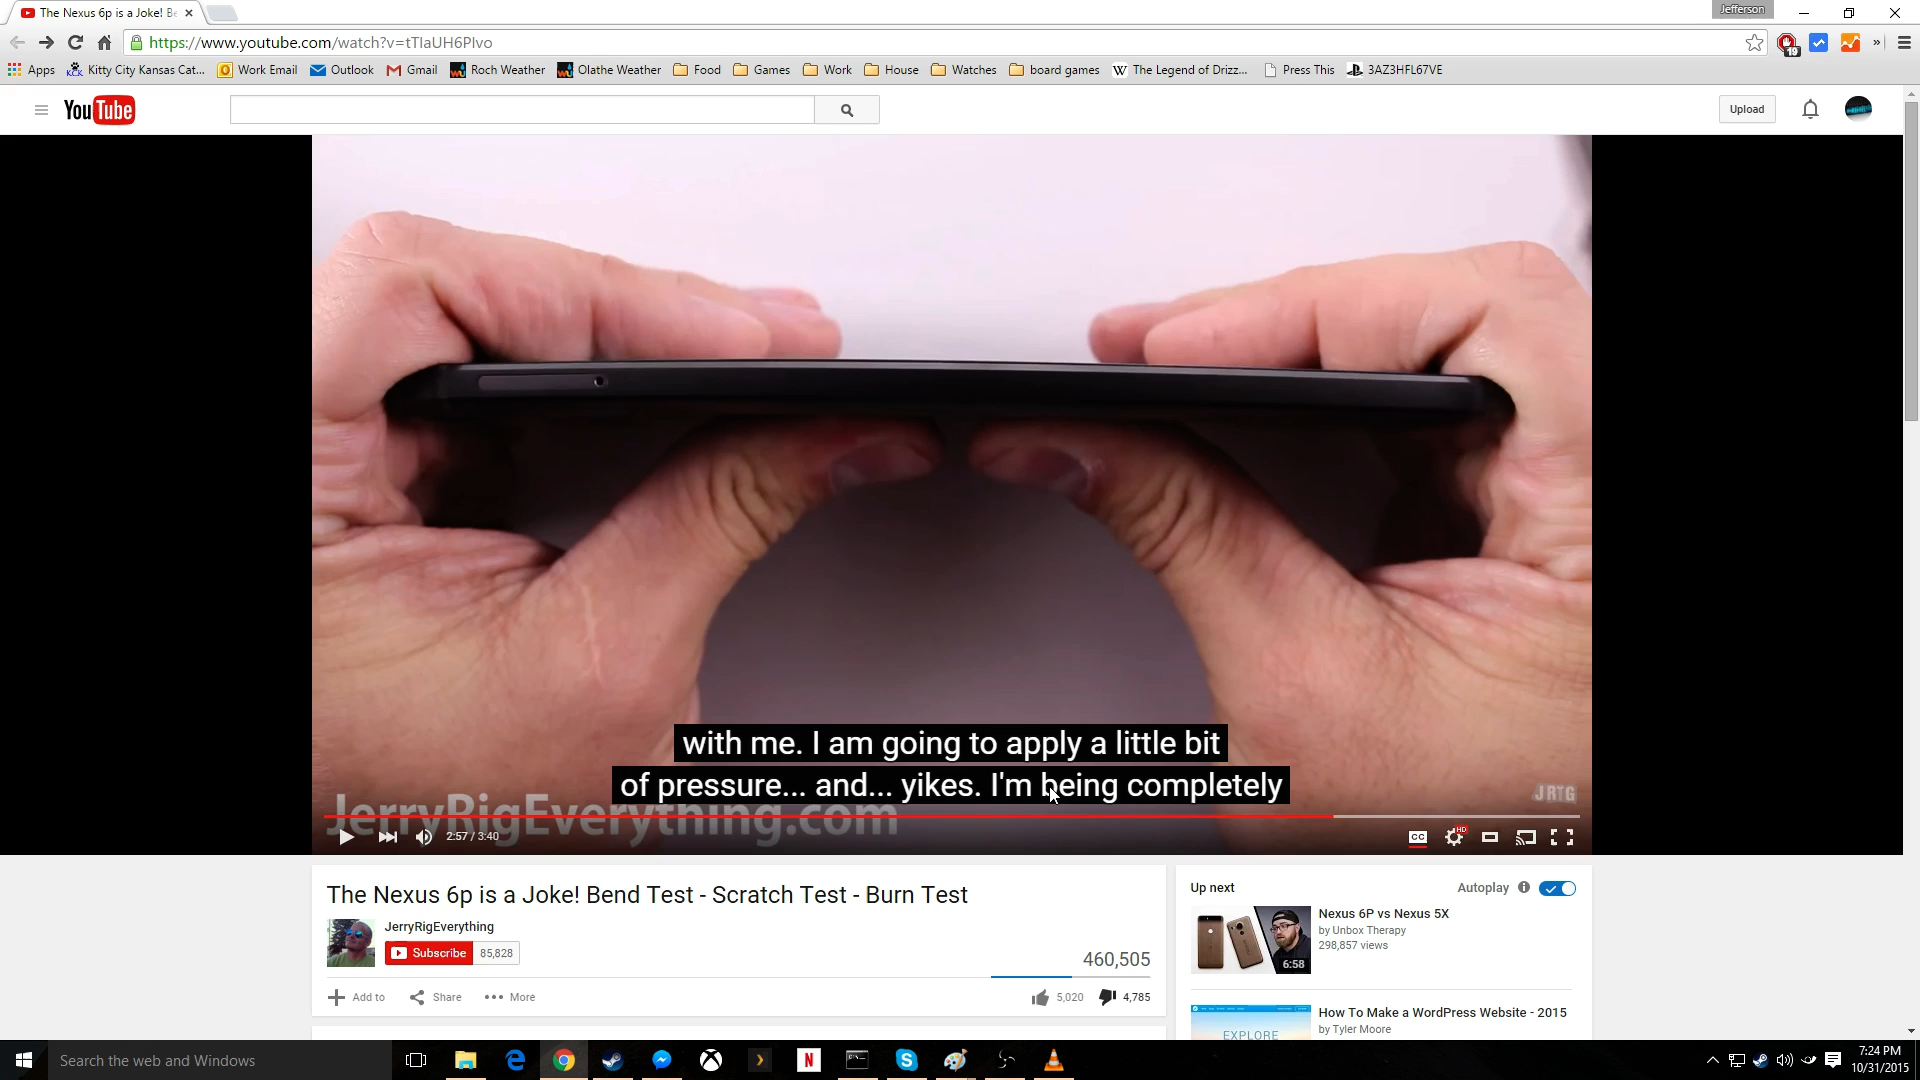 The Nexus 6p is a Joke! Be
Jefferson
https://www.youtube.com/watch?v=tTlaUH6Plvo
19
Apps
KCK
Kitty City Kansas Cat...
Work Email
Outlook
Gmail
Roch Weather
Olathe Weather
Food
Games
Work
House
Watches
board games
W The Legend of Drizz...
Press This
3AZ3HFL67VE
YouTube
Upload
with me. I am going to apply a little bit
of pressure... and... yikes. I'm being completely
JRTG
JerryRigEverything.com
2:57 / 3:40
CC
HD
The Nexus 6p is a Joke! Bend Test - Scratch Test - Burn Test
JerryRigEverything
Subscribe 85,828
460,505
Add to
Share
More
5,020
4,785
Up next
Autoplay
Nexus 6P vs Nexus 5X
by Unbox Therapy
298,857 views
6:58
How To Make a WordPress Website - 2015
by Tyler Moore
EXPLORE
Search the web and Windows
N
7:24 PM
10/31/2015